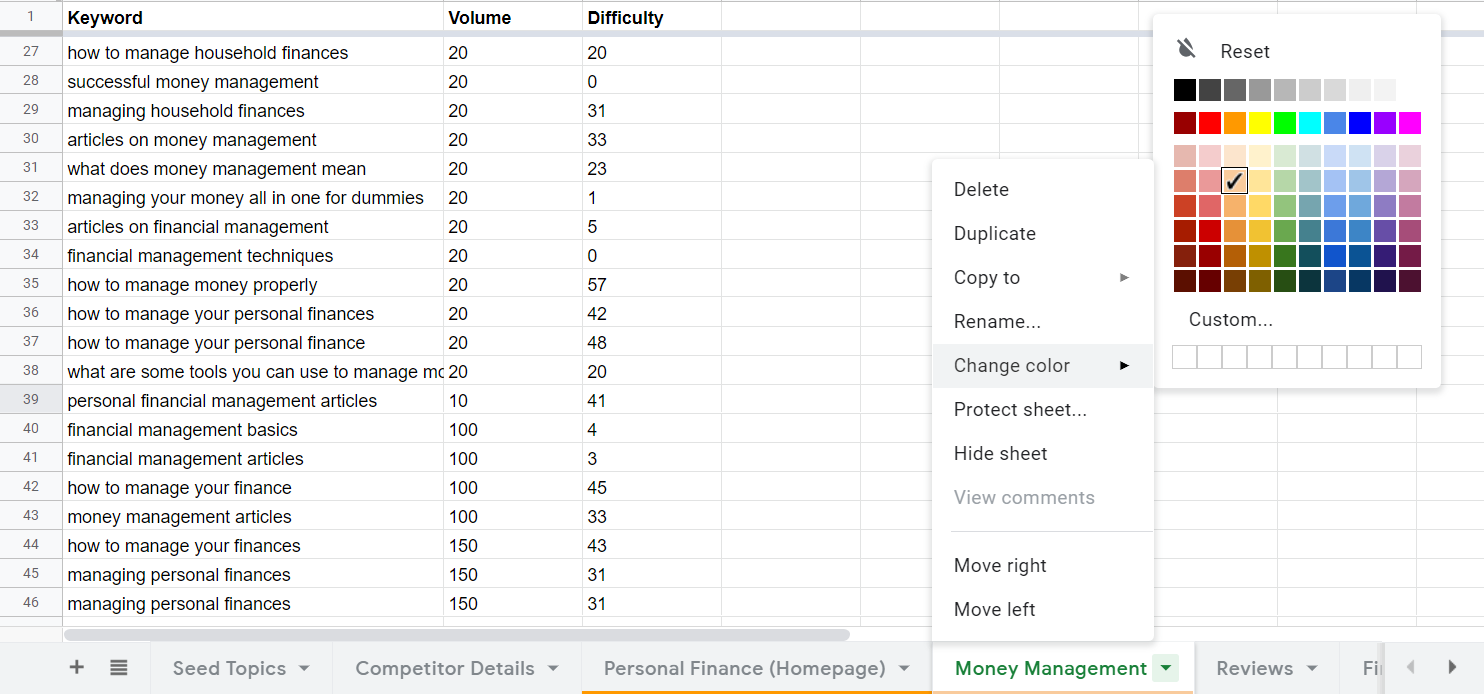 1 Keyword Volume Difficulty
27 how to manage household finances 20 20
28 successful money management 20 0
29 managing household finances 20 31
30 articles on money management 20 33
31 what does money management mean 20 23
32 managing your money all in one for dummies 20 1
33 articles on financial management 20 5
34 financial management techniques 20 0
35 how to manage money properly 20 57
36 how to manage your personal finances 20 42
37 how to manage your personal finance 20 48
38 what are some tools you can use to manage mo 20 20
39 personal financial management articles 10 41
40 financial management basics 100 4
41 financial management articles 100 3
42 how to manage your finance 100 45
43 money management articles 100 33
44 how to manage your finances 150 43
45 managing personal finances 150 31
46 managing personal finances 150 31
Delete
Duplicate
Copy to
Rename...
Change color
Protect sheet...
Hide sheet
View comments
Move right
Move left
Reset
Custom...
Seed Topics Competitor Details Personal Finance (Homepage) Money Management Reviews